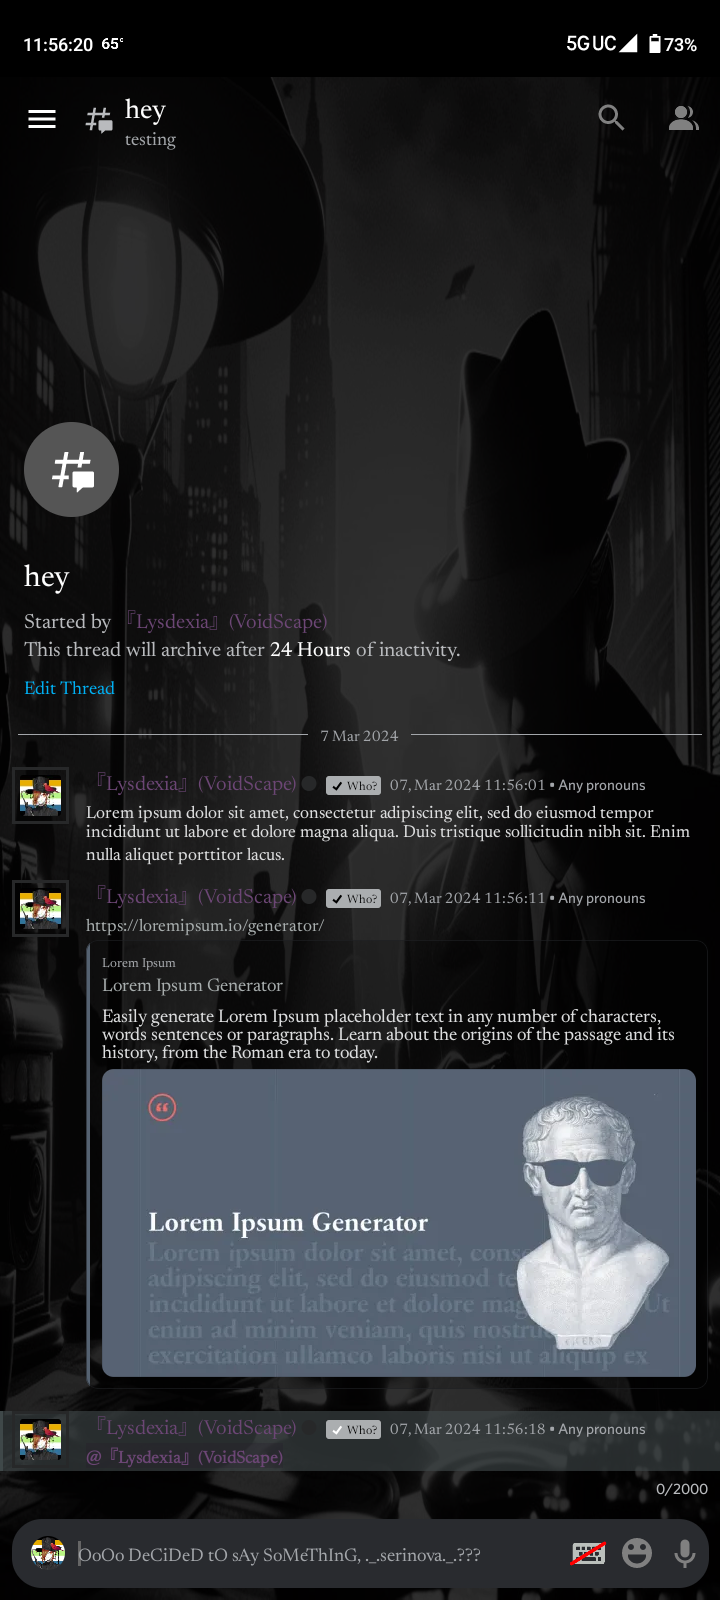 11:56:20 65°
5G UC 73%
hey
testing
hey
Started by 『Lysdexia』(VoidScape)
This thread will archive after 24 Hours of inactivity.
Edit Thread
7 Mar 2024
『Lysdexia』(VoidScape) ✔ Who? 07, Mar 2024 11:56:01 • Any pronouns
Lorem ipsum dolor sit amet, consectetur adipiscing elit, sed do eiusmod tempor
incididunt ut labore et dolore magna aliqua. Duis tristique sollicitudin nibh sit. Enim
nulla aliquet porttitor lacus.
『Lysdexia』(VoidScape) ✔ Who? 07, Mar 2024 11:56:11 • Any pronouns
https://loremipsum.io/generator/
Lorem Ipsum
Lorem Ipsum Generator
Easily generate Lorem Ipsum placeholder text in any number of characters,
words sentences or paragraphs. Learn about the origins of the passage and its
history, from the Roman era to today.
Lorem Ipsum Generator
Lorem ipsum dolor sit amet, conse
adipiscing elit, sed do eiusmod te
incididunt ut labore et dolore mag Ut
enim ad minim veniam, quis nostru
exercitation ullamco laboris nisi ut aliquip ex
『Lysdexia』(VoidScape) ✔ Who? 07, Mar 2024 11:56:18 • Any pronouns
@『Lysdexia』(VoidScape)
0/2000
OoOo DeCiDeD tO sAy SoMeThInG, ._.serinova._.???